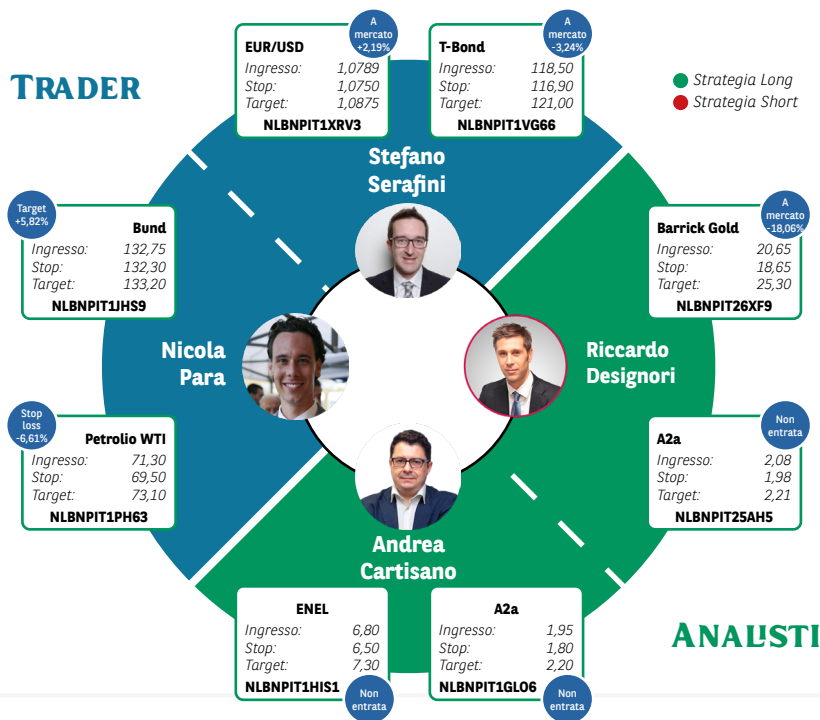 TRADER
A
mercato
+2,19%
EUR/USD
Ingresso: 1,0789
Stop: 1,0750
Target: 1,0875
NLBNPIT1XRV3
A
mercato
-3,24%
T-Bond
Ingresso: 118,50
Stop: 116,90
Target: 121,00
NLBNPIT1VG66
Strategia Long
Strategia Short
Stefano
Serafini
Target
+5,82%
Bund
Ingresso: 132,75
Stop: 132,30
Target: 133,20
NLBNPIT1JHS9
A
mercato
-18,06%
Barrick Gold
Ingresso: 20,65
Stop: 18,65
Target: 25,30
NLBNPIT26XF9
Nicola
Para
Riccardo
Designori
Stop
loss
-6,61%
Petrolio WTI
Ingresso: 71,30
Stop: 69,50
Target: 73,10
NLBNPIT1PH63
Non
entrata
A2a
Ingresso: 2,08
Stop: 1,98
Target: 2,21
NLBNPIT25AH5
Andrea
Cartisano
ENEL
Ingresso: 6,80
Stop: 6,50
Target: 7,30
NLBNPIT1HIS1
Non
entrata
A2a
Ingresso: 1,95
Stop: 1,80
Target: 2,20
NLBNPIT1GLO6
Non
entrata
ANALISTI